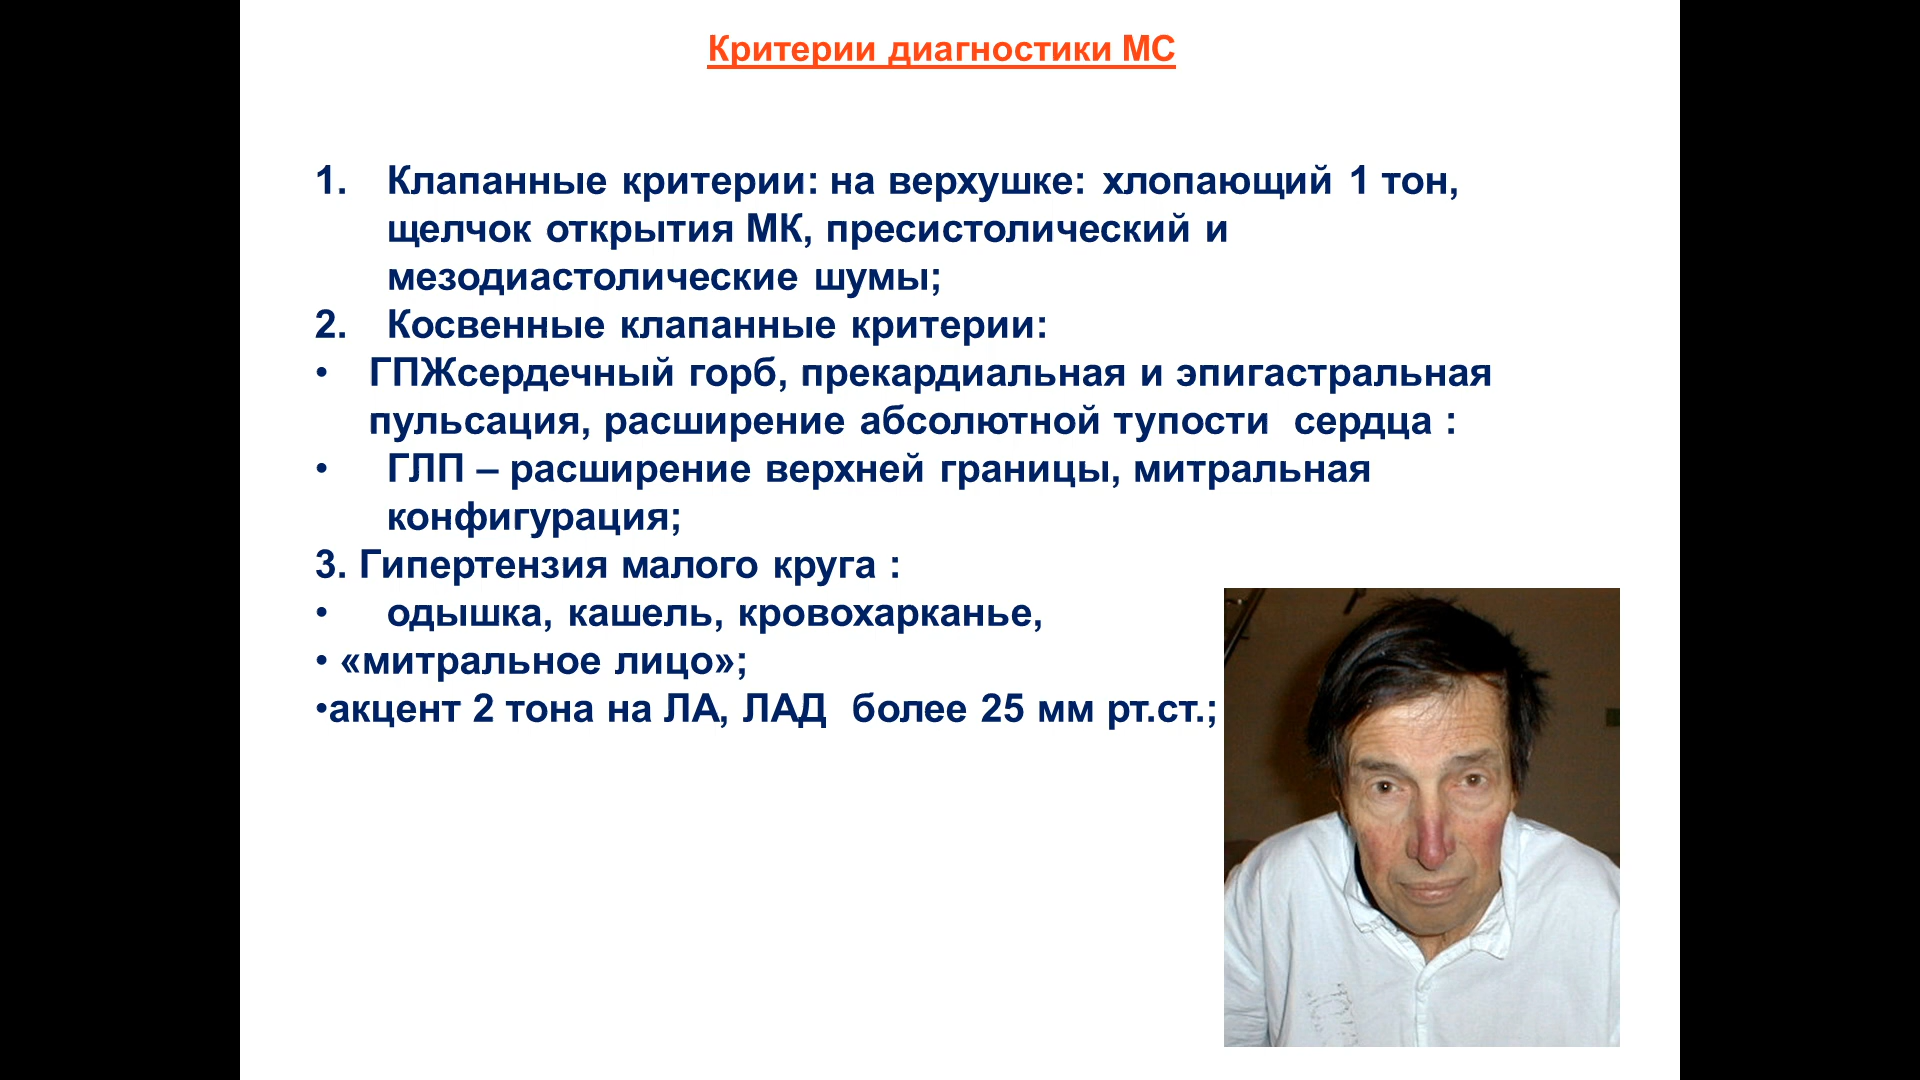 Критерии диагностики МС
1. Клапанные критерии: на верхушке: хлопающий 1 тон,
щелчок открытия МК, пресистолический и
мезодиастолические шумы;
2. Косвенные клапанные критерии:
• ГПЖсердечный горб, прекардиальная и эпигастральная
пульсация, расширение абсолютной тупости сердца :
• ГЛП – расширение верхней границы, митральная
конфигурация;
3. Гипертензия малого круга :
• одышка, кашель, кровохарканье,
• «митральное лицо»;
•акцент 2 тона на ЛА, ЛАД более 25 мм рт.ст.;